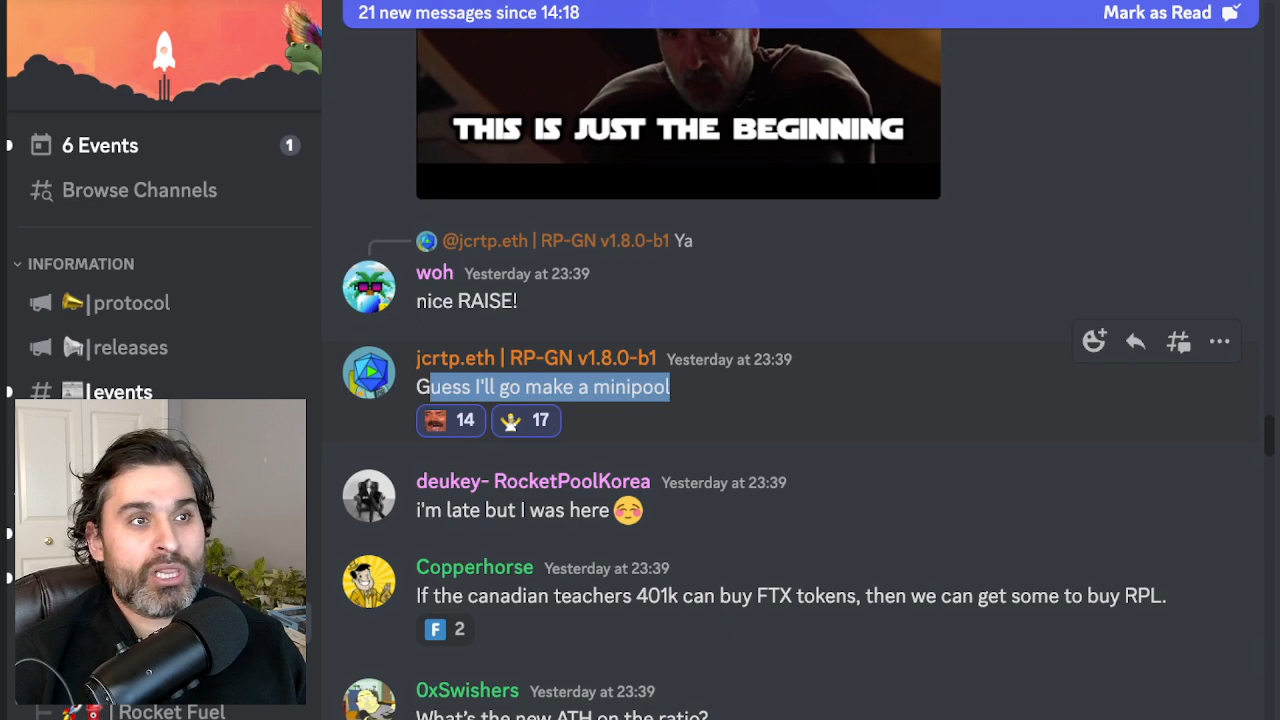 21 new messages since 14:18
Mark as Read
THIS IS JUST THE BEGINNING
6 Events
1
Browse Channels
INFORMATION
|protocol
|releases
|events
| Rocket Fuel
@jcrtp.eth | RP-GN v1.8.0-b1 Ya
woh Yesterday at 23:39
nice RAISE!
jcrtp.eth | RP-GN v1.8.0-b1 Yesterday at 23:39
Guess I'll go make a minipool
14 17
deukey- RocketPoolKorea Yesterday at 23:39
i'm late but I was here
Copperhorse Yesterday at 23:39
If the canadian teachers 401k can buy FTX tokens, then we can get some to buy RPL.
F 2
0xSwishers Yesterday at 23:39
What's the new ATH on the ratio?